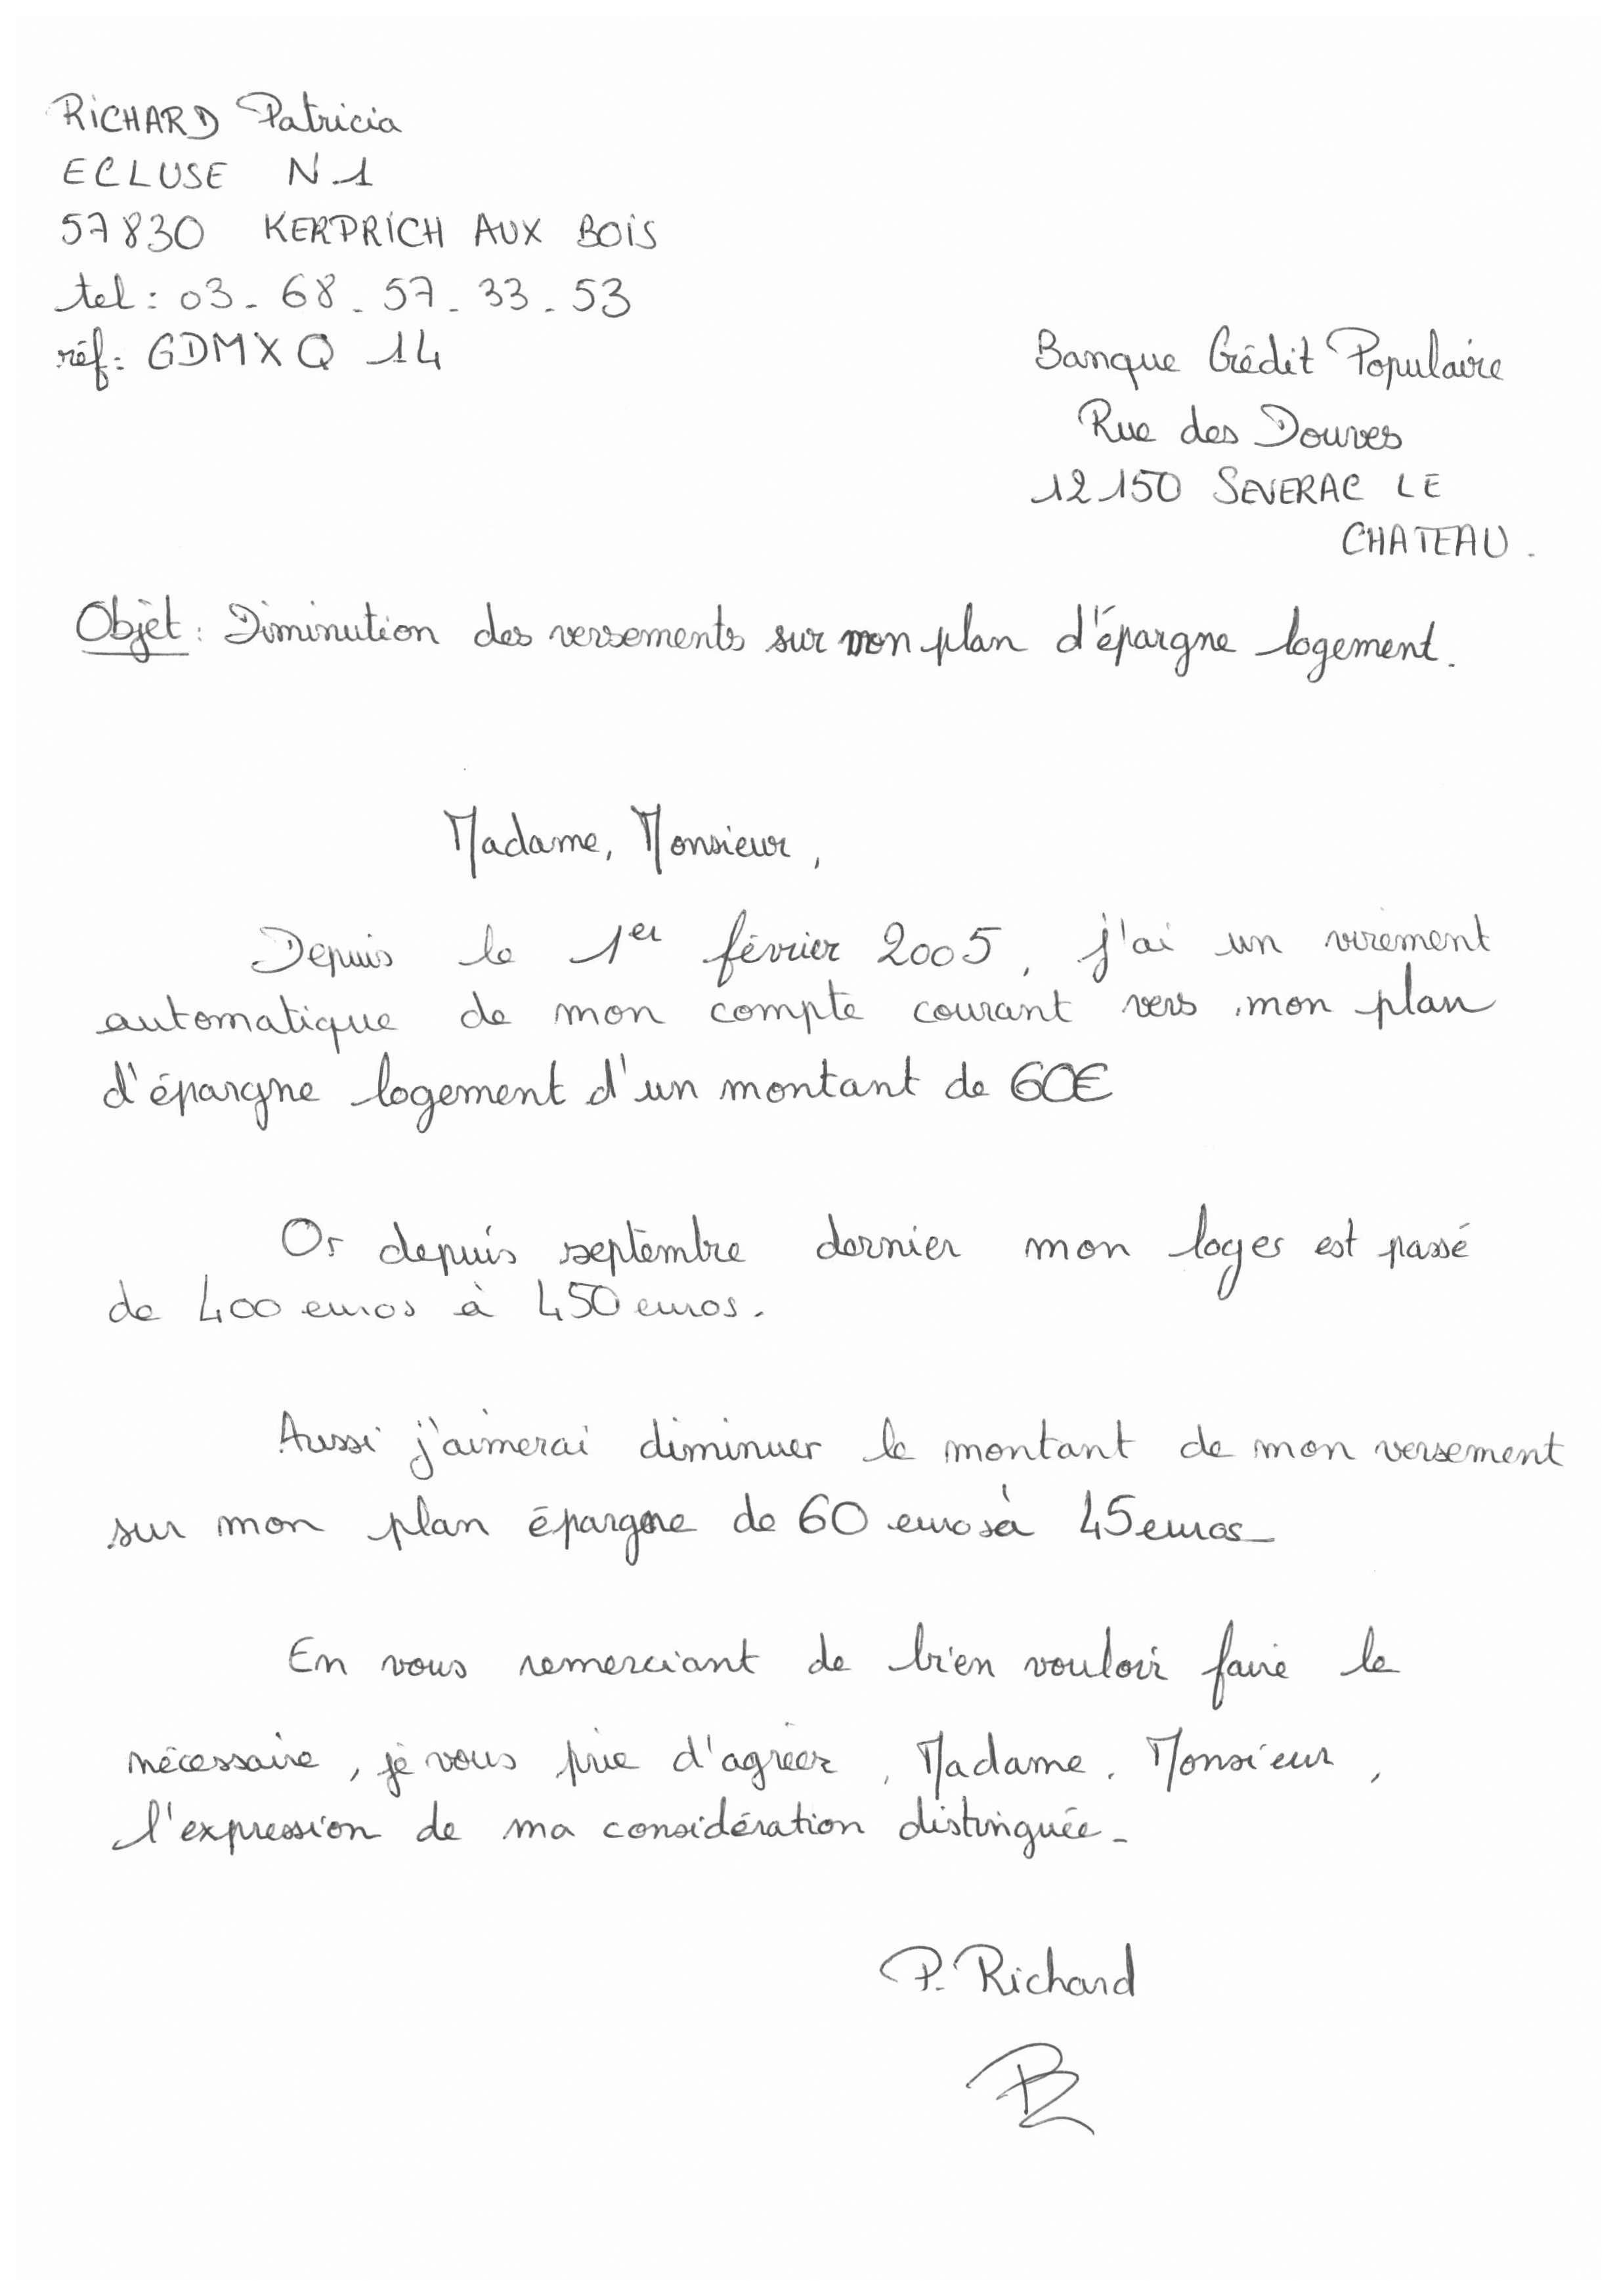 RICHARD Patricia
ECLUSE N 1
57830 KERPRICH AUX BOIS
tel : 03 - 68 - 57 - 33 - 53
réf : GDMXQ 14
Banque Crédit Populaire
Rue des Douves
12150 SEVERAC LE
CHATEAU.
Objet : Diminution des versements sur mon plan d'épargne logement.
Madame, Monsieur,
Depuis le 1er février 2005, j'ai un virement
automatique de mon compte courant vers mon plan
d'épargne logement d'un montant de 60€
Or depuis septembre dernier mon loyer est passé
de 400 euros à 450 euros.
Aussi j'aimerai diminuer le montant de mon versement
sur mon plan épargne de 60 euros à 45 euros_
En vous remerciant de bien vouloir faire le
nécessaire, je vous prie d'agréer, Madame, Monsieur,
l'expression de ma considération distinguée_
P. Richard